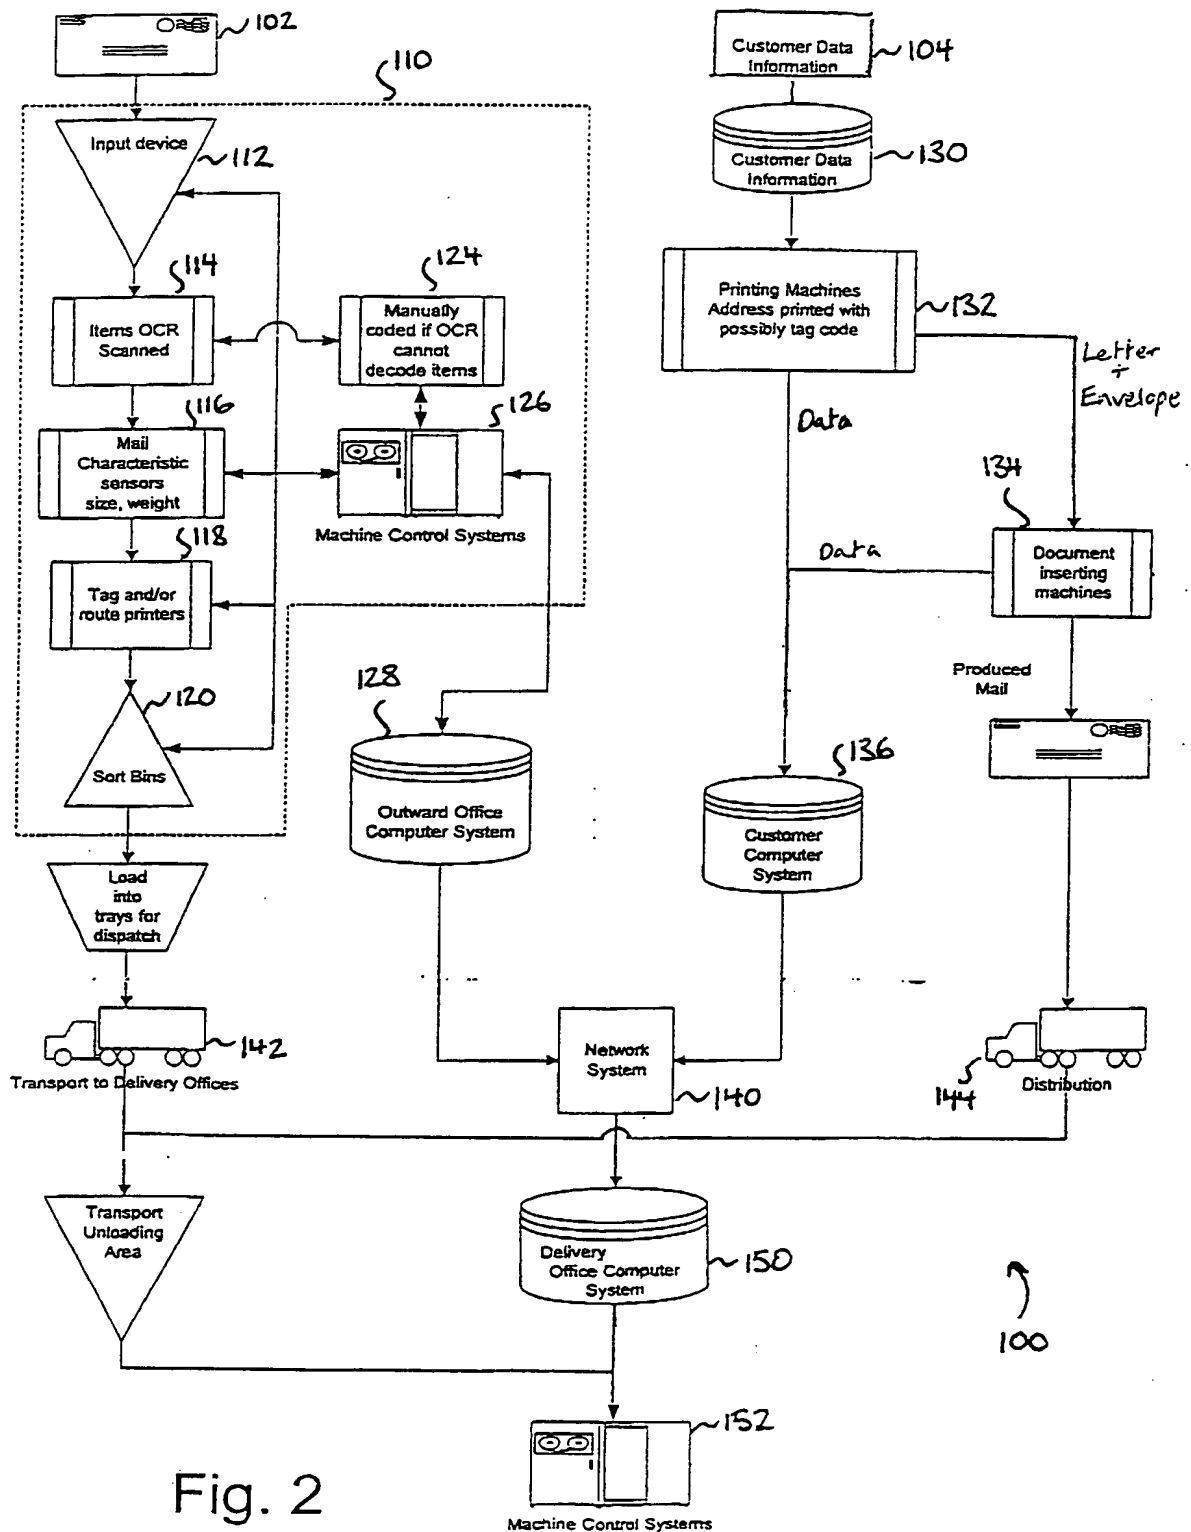 102
Customer Data
Information
104
110
Input device
112
Customer Data
Information
130
114
Items OCR
Scanned
124
Manually
coded if OCR
cannot
decode items
Printing Machines
Address printed with
possibly tag code
132
Letter
+
Envelope
Data
116
Mail
Characteristic
sensors
size, weight
126
Machine Control Systems
134
Document
inserting
machines
Data
118
Tag and/or
route printers
120
Sort Bins
128
Outward Office
Computer System
136
Customer
Computer
System
Produced
Mail
Load
into
trays for
dispatch
142
Transport to Delivery Offices
Network
System
140
144
Distribution
Transport
Unloading
Area
Delivery
Office Computer
System
150
100
152
Machine Control Systems
Fig. 2